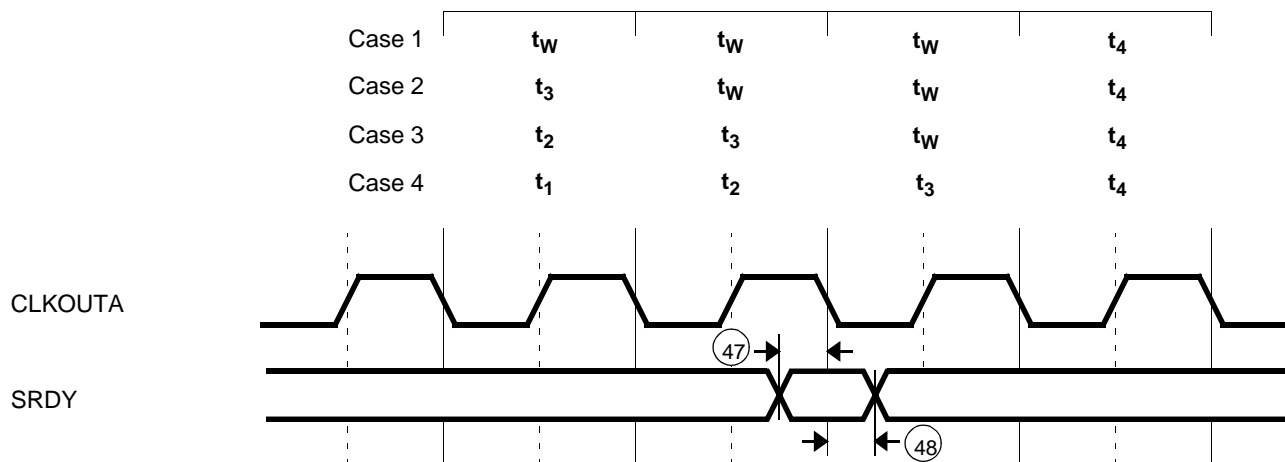 Case 1 tW tW tW t4
Case 2 t3 tW tW t4
Case 3 t2 t3 tW t4
Case 4 t1 t2 t3 t4
CLKOUTA
47
SRDY
48